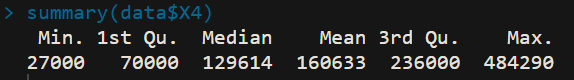 > summary(data$X4)
Min. 1st Qu. Median Mean 3rd Qu. Max.
27000 70000 129614 160633 236000 484290